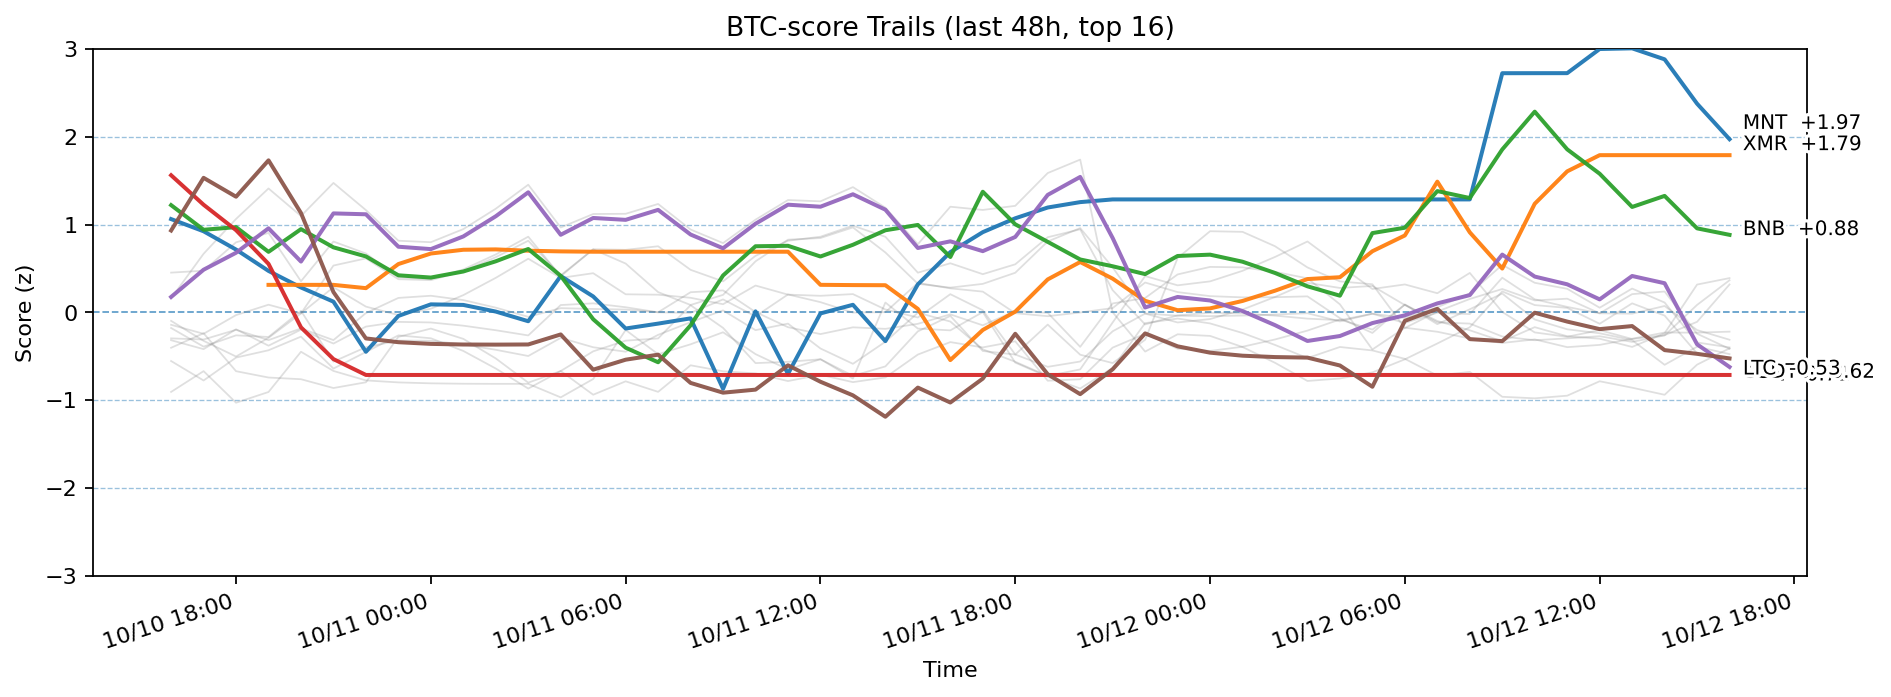 BTC-score Trails (last 48h, top 16)
Score (z)
3
2
1
0
−1
−2
−3
MNT +1.97
XMR +1.79
BNB +0.88
LTC −0.53
10/10 18:00
10/11 00:00
10/11 06:00
10/11 12:00
10/11 18:00
10/12 00:00
10/12 06:00
10/12 12:00
10/12 18:00
Time